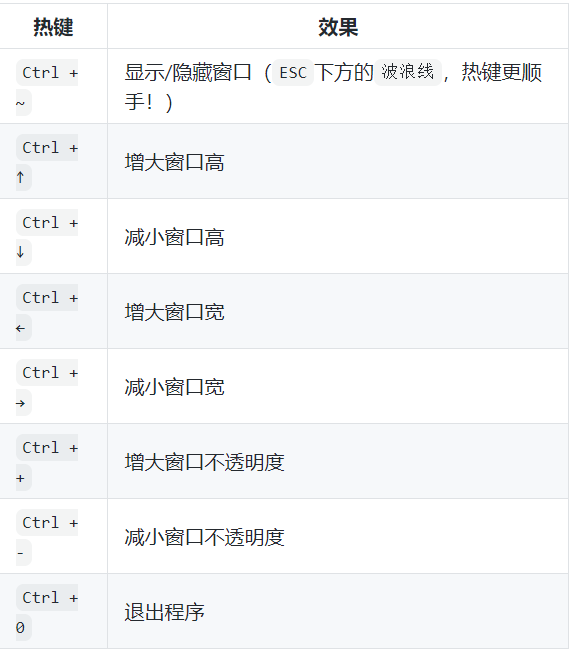 热键 效果
Ctrl + 显示/隐藏窗口（ESC下方的 波浪线 ，热键更顺
~ 手！）
Ctrl +
↑ 增大窗口高
Ctrl +
↓ 减小窗口高
Ctrl +
← 增大窗口宽
Ctrl +
→ 减小窗口宽
Ctrl +
+ 增大窗口不透明度
Ctrl +
- 减小窗口不透明度
Ctrl +
0 退出程序